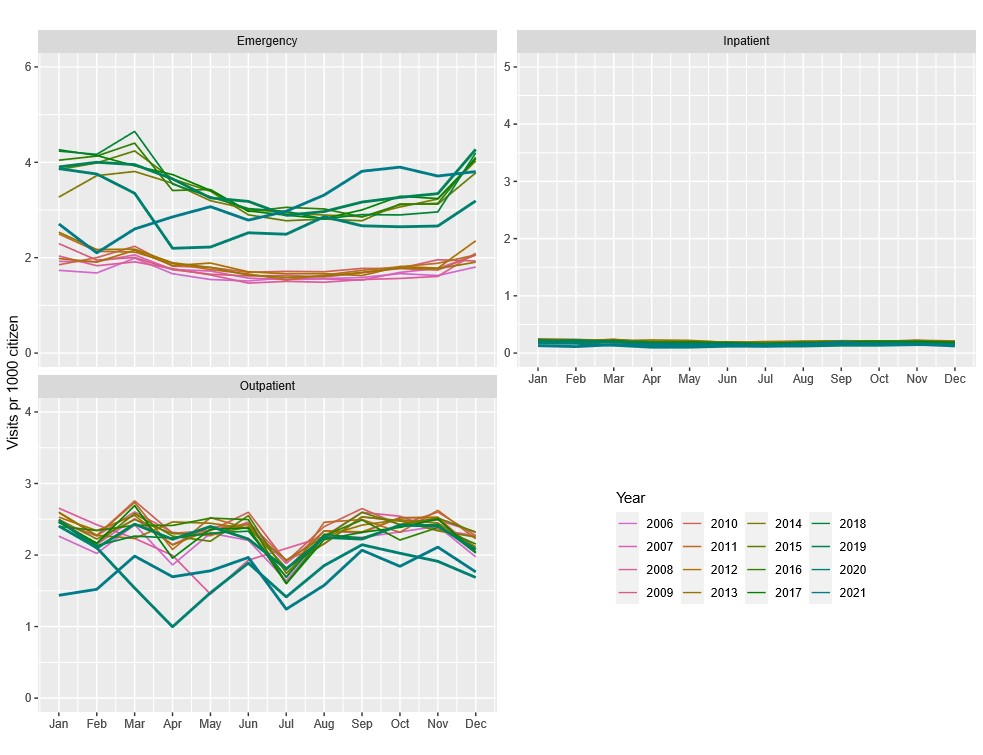 Emergency
Inpatient
6
4
2
0
5
4
3
2
1
0
Jan Feb Mar Apr May Jun Jul Aug Sep Oct Nov Dec
Outpatient
Visits pr 1000 citizen
4
3
2
1
0
Jan Feb Mar Apr May Jun Jul Aug Sep Oct Nov Dec
Year
2006 2010 2014 2018
2007 2011 2015 2019
2008 2012 2016 2020
2009 2013 2017 2021